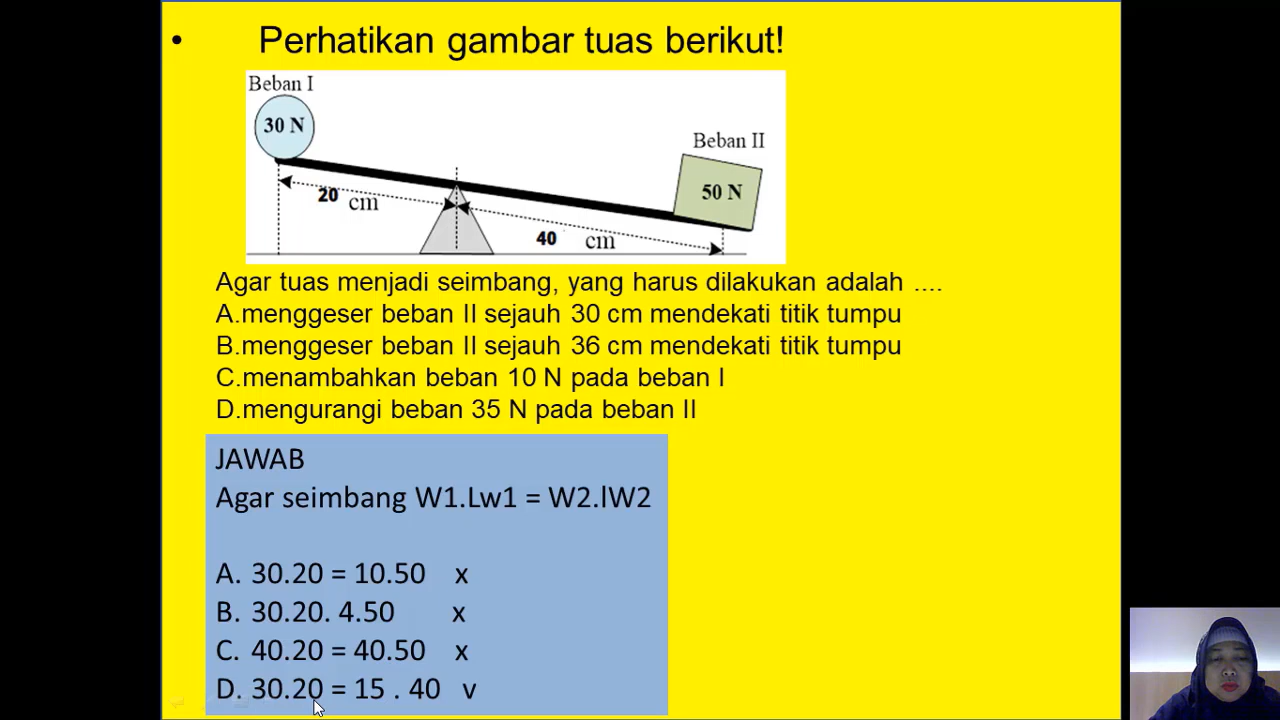 • Perhatikan gambar tuas berikut!
Beban I
30 N
Beban II
50 N
20 cm
40 cm
Agar tuas menjadi seimbang, yang harus dilakukan adalah ....
A.menggeser beban II sejauh 30 cm mendekati titik tumpu
B.menggeser beban II sejauh 36 cm mendekati titik tumpu
C.menambahkan beban 10 N pada beban I
D.mengurangi beban 35 N pada beban II
JAWAB
Agar seimbang W1.Lw1 = W2.lW2
A. 30.20 = 10.50 x
B. 30.20. 4.50 x
C. 40.20 = 40.50 x
D. 30.20 = 15 . 40 v